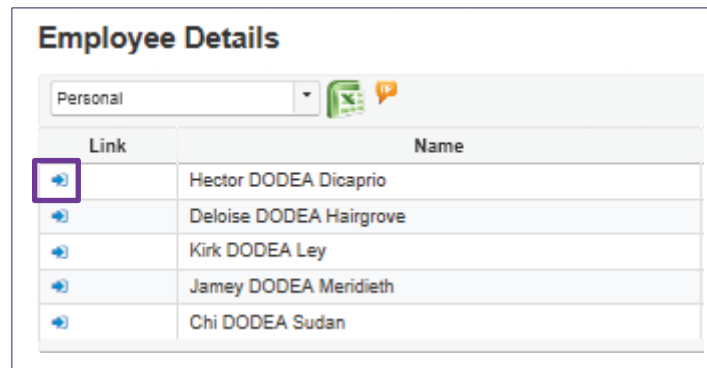 Employee Details
Personal
Link Name
Hector DODEA Dicaprio
Deloise DODEA Hairgrove
Kirk DODEA Ley
Jamey DODEA Meridieth
Chi DODEA Sudan